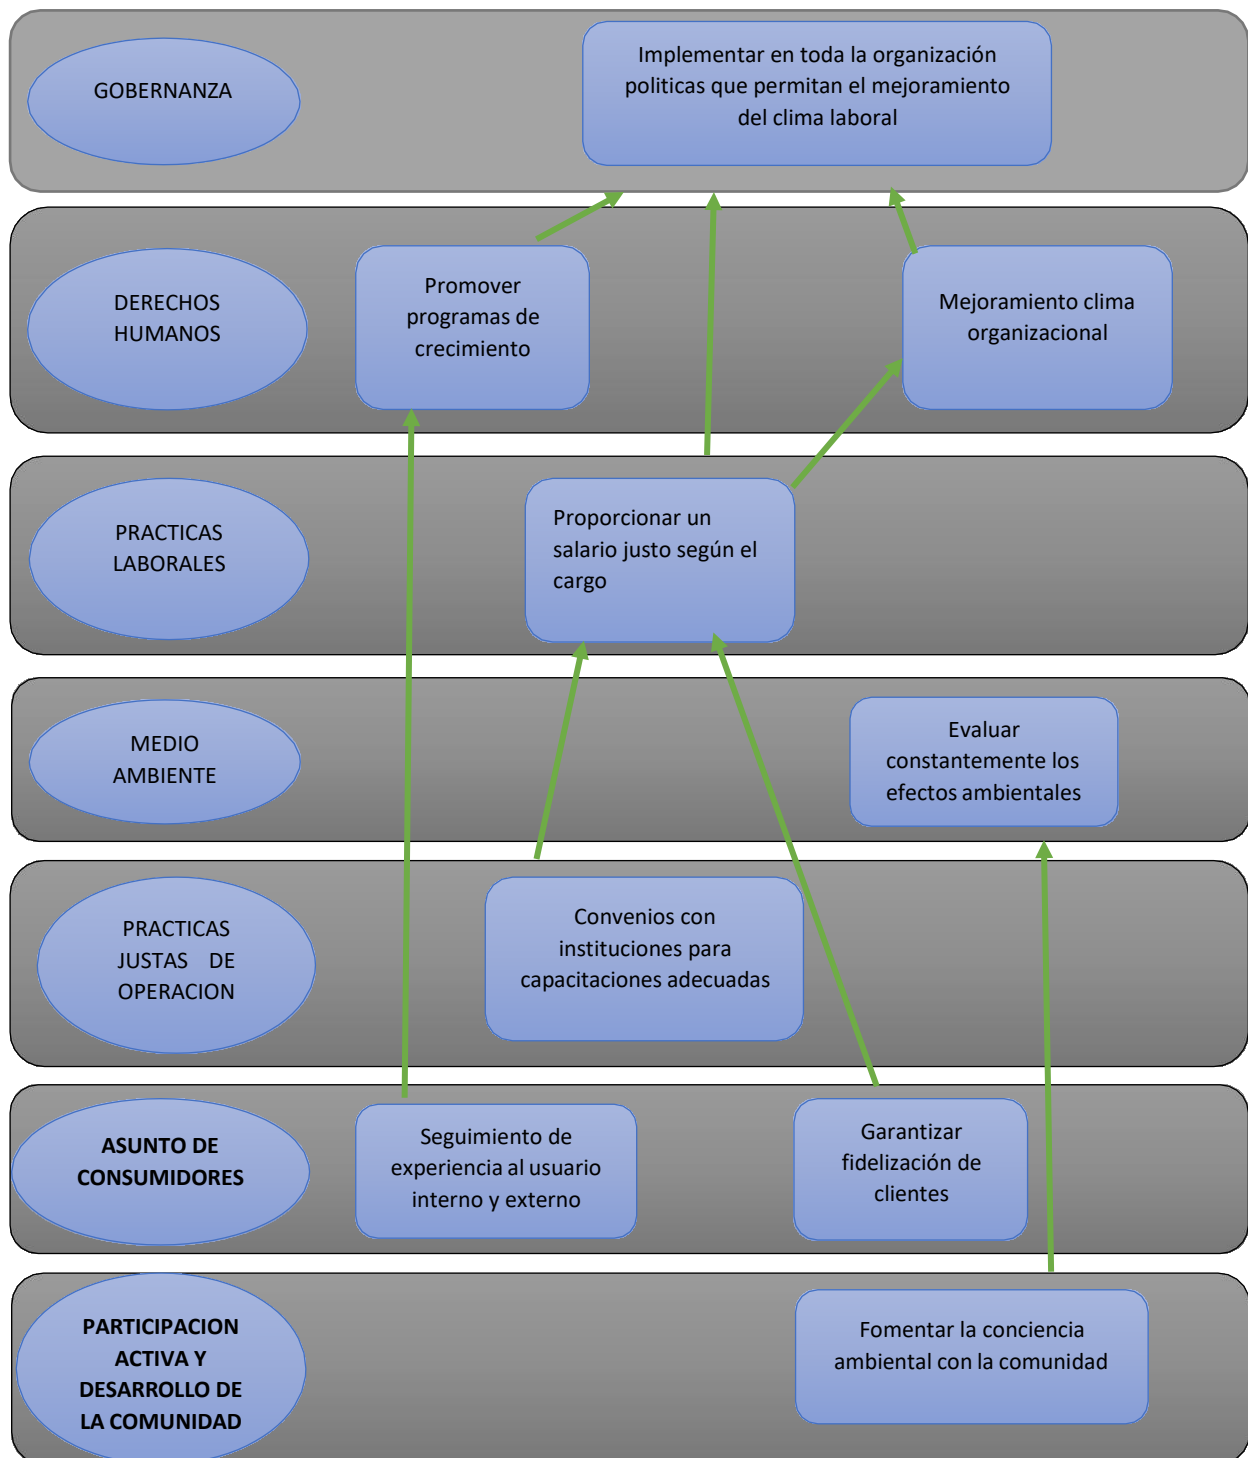 GOBERNANZA
Implementar en toda la organización
politicas que permitan el mejoramiento
del clima laboral
DERECHOS
HUMANOS
Promover
programas de
crecimiento
Mejoramiento clima
organizacional
PRACTICAS
LABORALES
Proporcionar un
salario justo según el
cargo
MEDIO
AMBIENTE
Evaluar
constantemente los
efectos ambientales
PRACTICAS
JUSTAS DE
OPERACION
Convenios con
instituciones para
capacitaciones adecuadas
ASUNTO DE
CONSUMIDORES
Seguimiento de
experiencia al usuario
interno y externo
Garantizar
fidelización de
clientes
PARTICIPACION
ACTIVA Y
DESARROLLO DE
LA COMUNIDAD
Fomentar la conciencia
ambiental con la comunidad